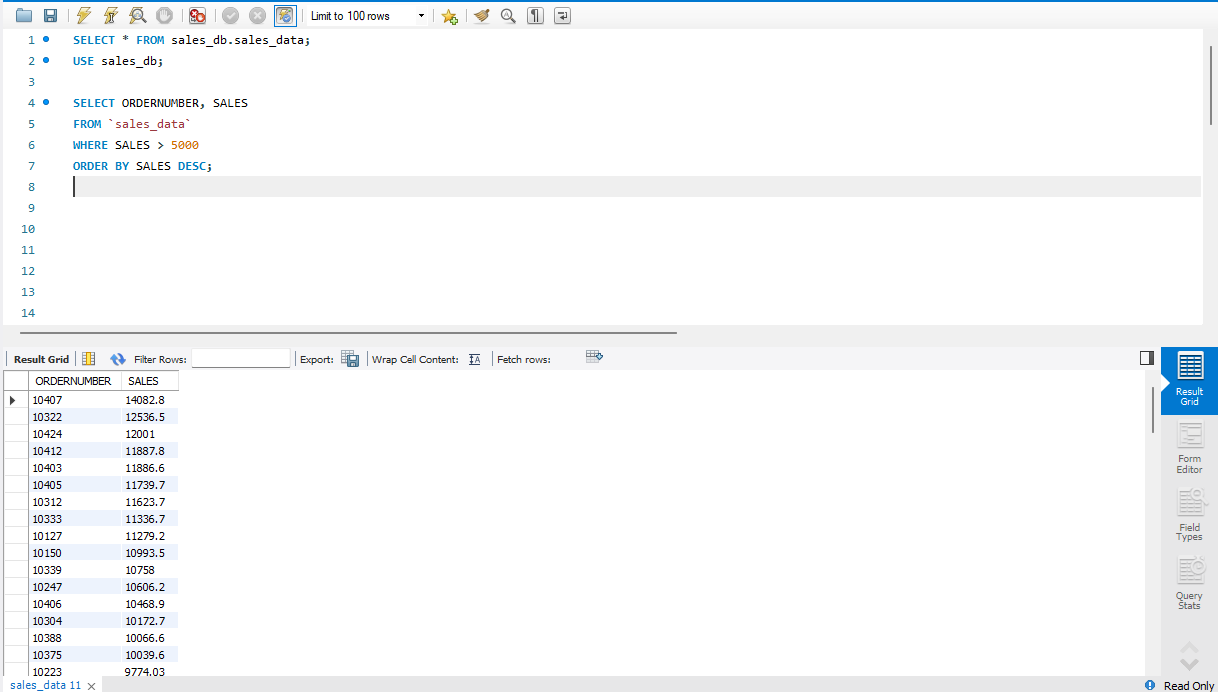 Limit to 100 rows
1 SELECT * FROM sales_db.sales_data;
2 USE sales_db;
3
4 SELECT ORDERNUMBER, SALES
5 FROM `sales_data`
6 WHERE SALES > 5000
7 ORDER BY SALES DESC;
8
9
10
11
12
13
14
Result Grid Filter Rows: Export: Wrap Cell Content: IA Fetch rows:
ORDERNUMBER SALES
10407 14082.8
10322 12536.5
10424 12001
10412 11887.8
10403 11886.6
10405 11739.7
10312 11623.7
10333 11336.7
10127 11279.2
10150 10993.5
10339 10758
10247 10606.2
10406 10468.9
10304 10172.7
10388 10066.6
10375 10039.6
10223 9774.03
Result
Grid
Form
Editor
Field
Types
Query
Stats
sales_data 11 Read Only